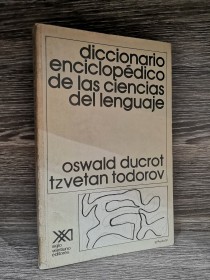 diccionario
enciclopédico
de las ciencias
del lenguaje
oswald ducrot
tzvetan todorov
siglo
veintiuno
editores